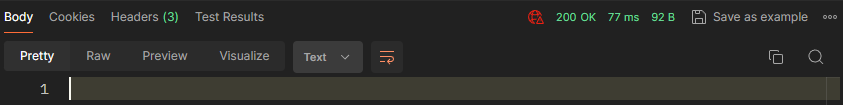 Body Cookies Headers (3) Test Results 200 OK 77 ms 92 B Save as example
Pretty Raw Preview Visualize Text
1